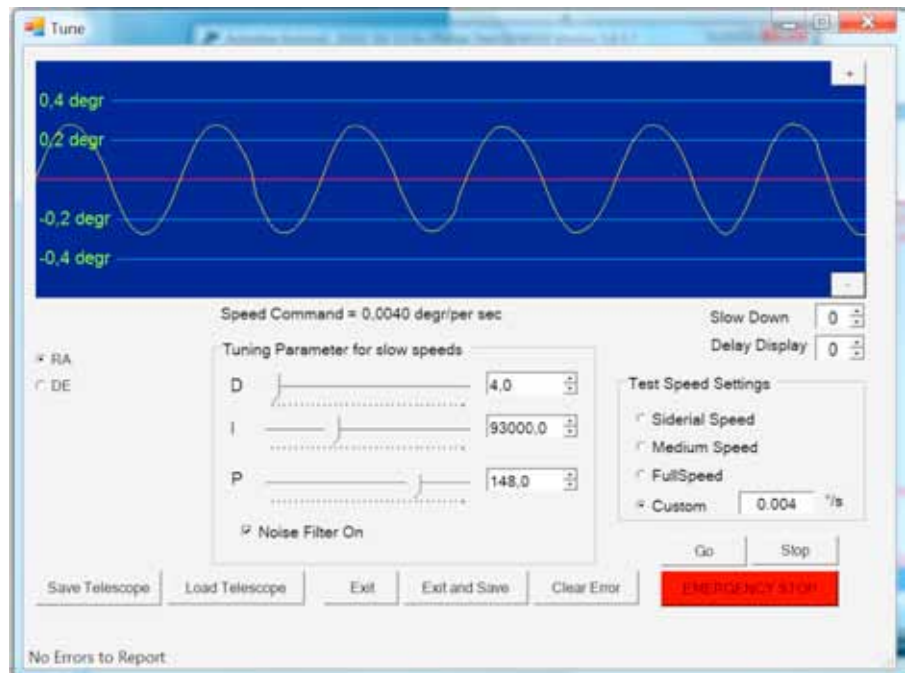 Tune
+
0,4 degr
0,2 degr
-0,2 degr
-0,4 degr
-
Speed Command = 0,0040 degr/per sec
Slow Down 0
Delay Display 0
RA
DE
Tuning Parameter for slow speeds
D 4,0
I 93000,0
P 148,0
Noise Filter On
Test Speed Settings
Siderial Speed
Medium Speed
FullSpeed
Custom 0.004 °/s
Go Stop
Save Telescope Load Telescope Exit Exit and Save Clear Error EMERGENCY STOP
No Errors to Report